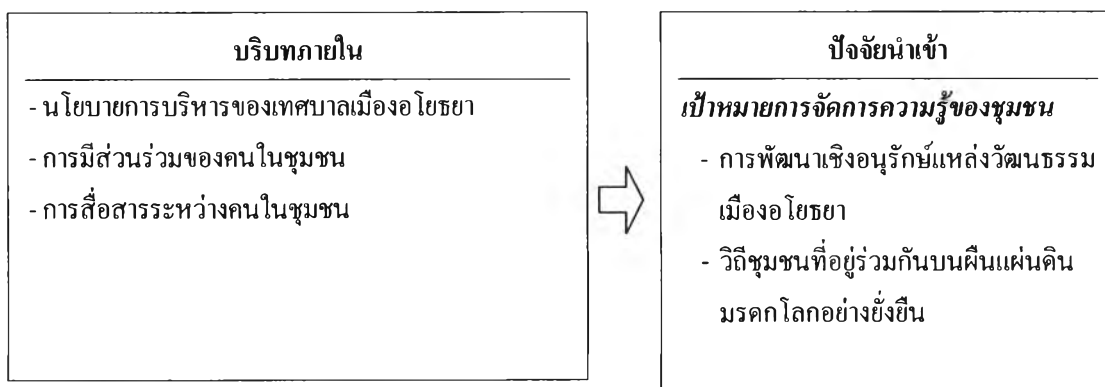 บริบทภายใน
- นโยบายการบริหารของเทศบาลเมืองอโยธยา
- การมีส่วนร่วมของคนในชุมชน
- การสื่อสารระหว่างคนในชุมชน
ปัจจัยนำเข้า
เป้าหมายการจัดการความรู้ของชุมชน
- การพัฒนาเชิงอนุรักษ์แหล่งวัฒนธรรม
เมืองอโยธยา
- วิถีชุมชนที่อยู่ร่วมกันบนผืนแผ่นดิน
มรดกโลกอย่างยั่งยืน